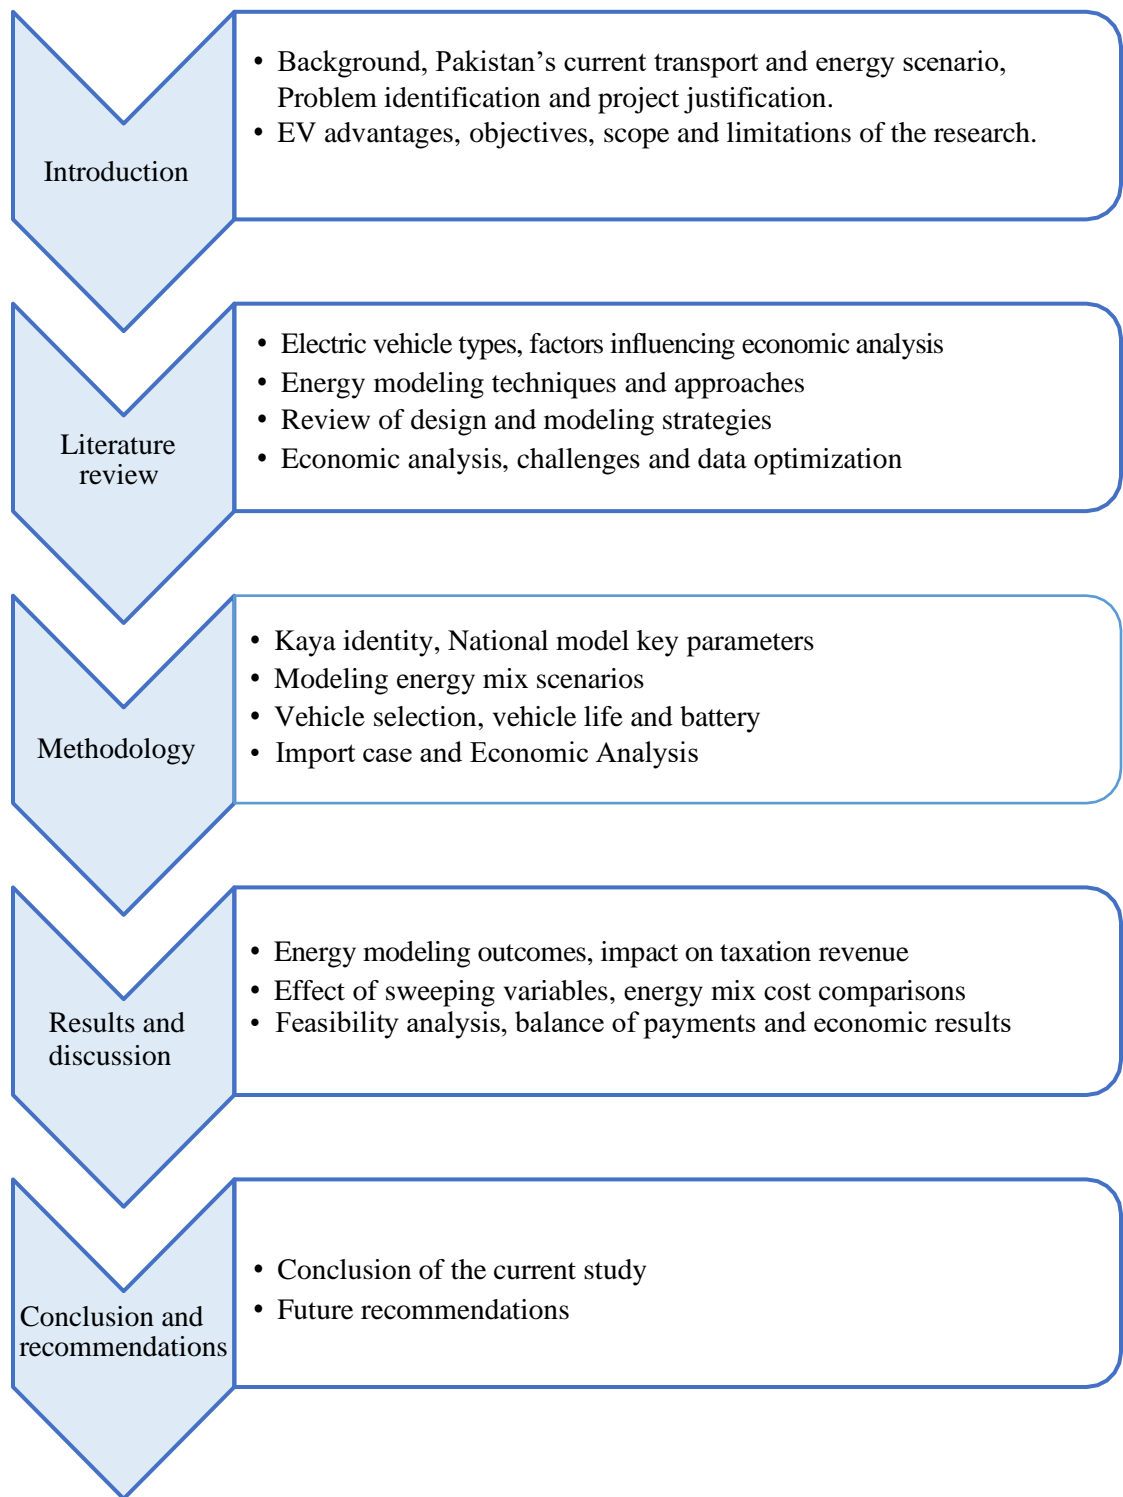 Introduction
• Background, Pakistan’s current transport and energy scenario,
Problem identification and project justification.
• EV advantages, objectives, scope and limitations of the research.
Literature
review
• Electric vehicle types, factors influencing economic analysis
• Energy modeling techniques and approaches
• Review of design and modeling strategies
• Economic analysis, challenges and data optimization
Methodology
• Kaya identity, National model key parameters
• Modeling energy mix scenarios
• Vehicle selection, vehicle life and battery
• Import case and Economic Analysis
Results and
discussion
• Energy modeling outcomes, impact on taxation revenue
• Effect of sweeping variables, energy mix cost comparisons
• Feasibility analysis, balance of payments and economic results
Conclusion and
recommendations
• Conclusion of the current study
• Future recommendations